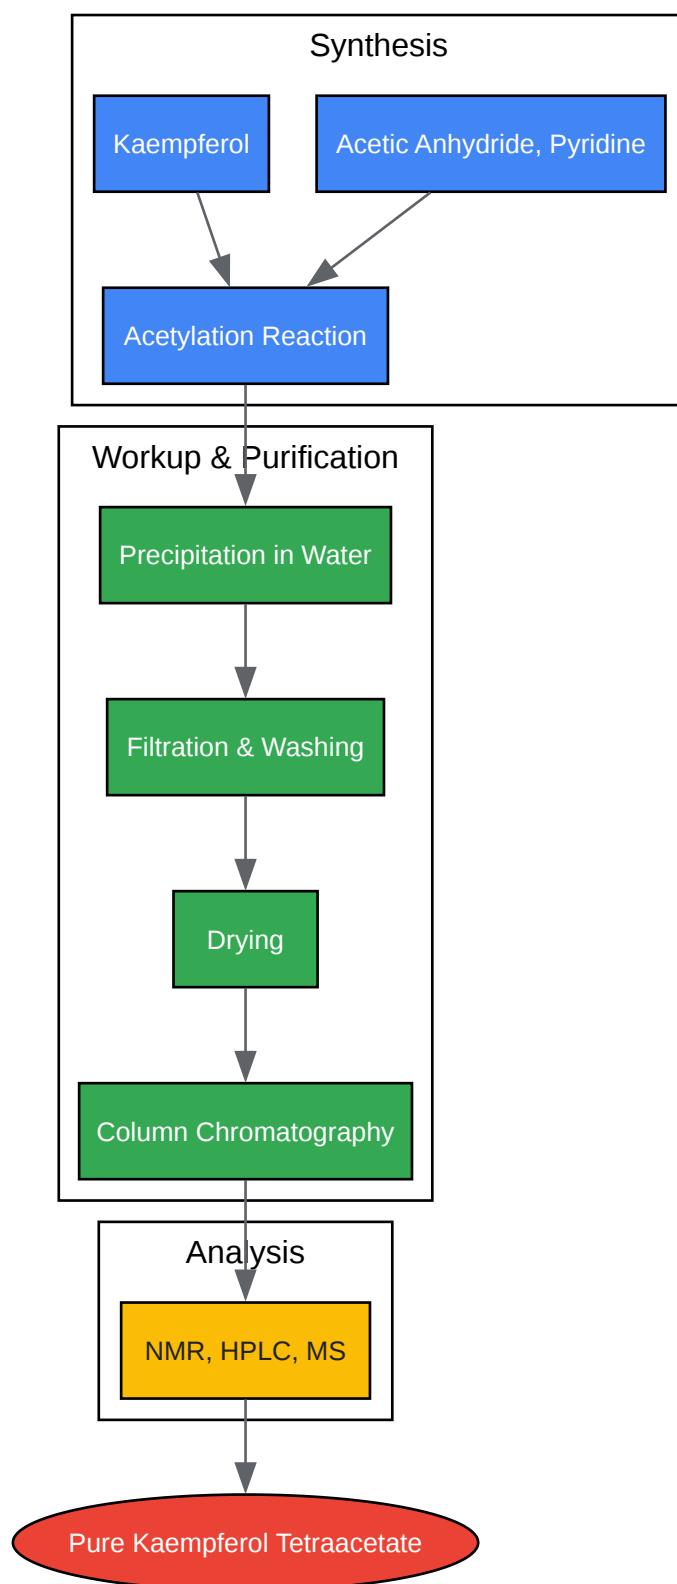 Synthesis
Kaempferol
Acetic Anhydride, Pyridine
Acetylation Reaction
Workup & Purification
Precipitation in Water
Filtration & Washing
Drying
Column Chromatography
Analysis
NMR, HPLC, MS
Pure Kaempferol Tetraacetate